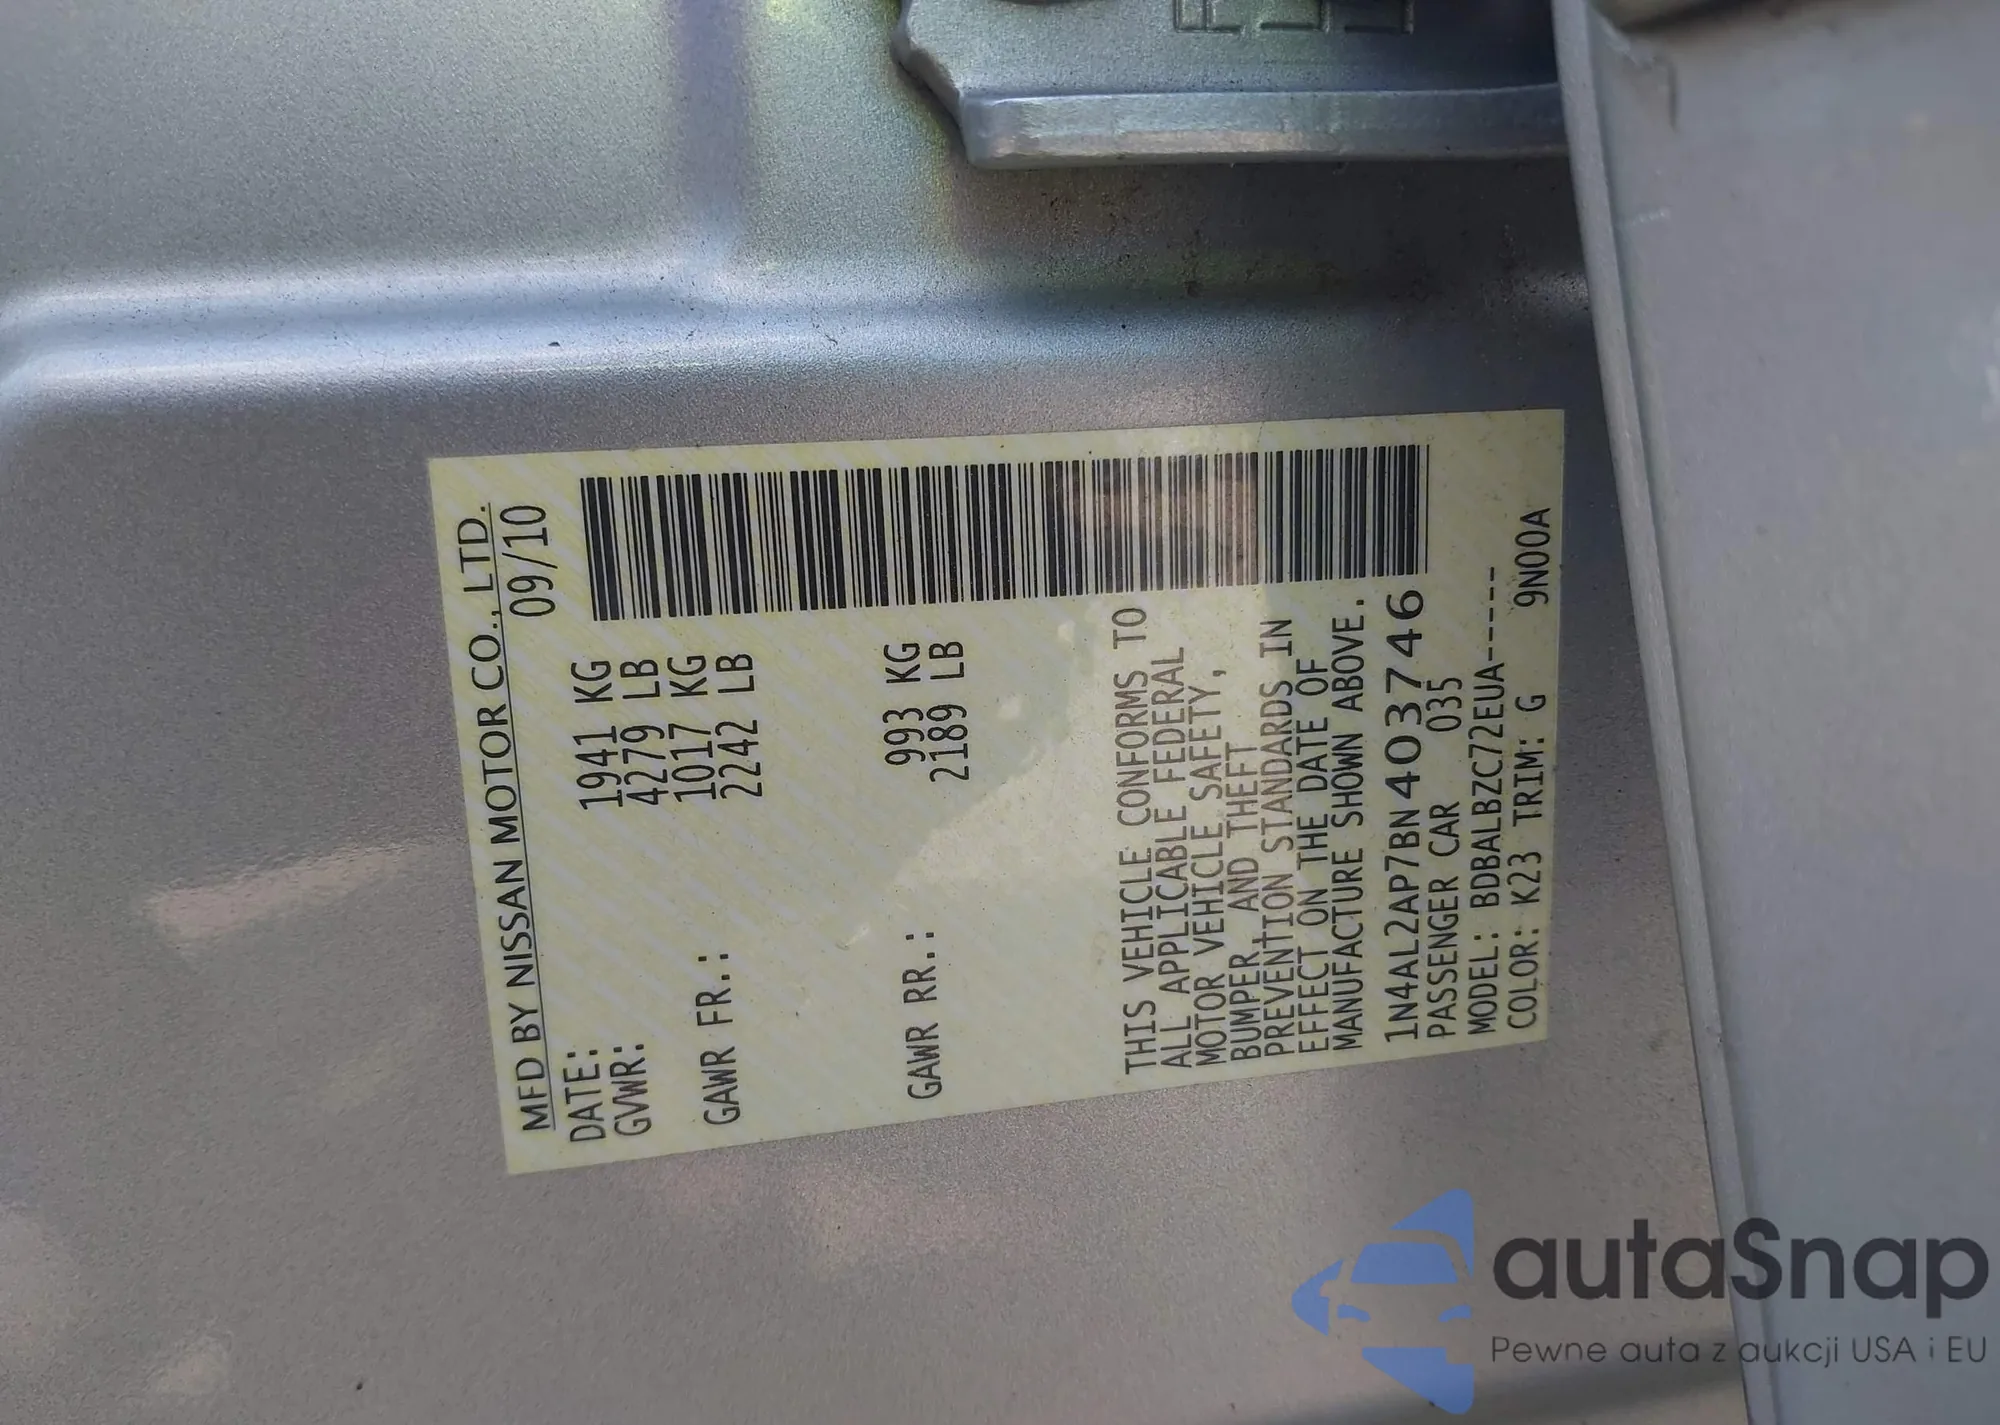 MFD BY NISSAN MOTOR CO., LTD.
DATE: 09/10
GVWR: 1941 KG
4279 LB
GAWR FR.: 1017 KG
2242 LB
GAWR RR.: 993 KG
2189 LB
THIS VEHICLE CONFORMS TO
ALL APPLICABLE FEDERAL
MOTOR VEHICLE SAFETY,
BUMPER, AND THEFT
PREVENTION STANDARDS IN
EFFECT ON THE DATE OF
MANUFACTURE SHOWN ABOVE.
1N4AL2AP7BN403746
PASSENGER CAR 035
MODEL: BDBALBZC72EUA-----
COLOR: K23 TRIM: G 9N00A
autaSnap
Pewne auta z aukcji USA i EU